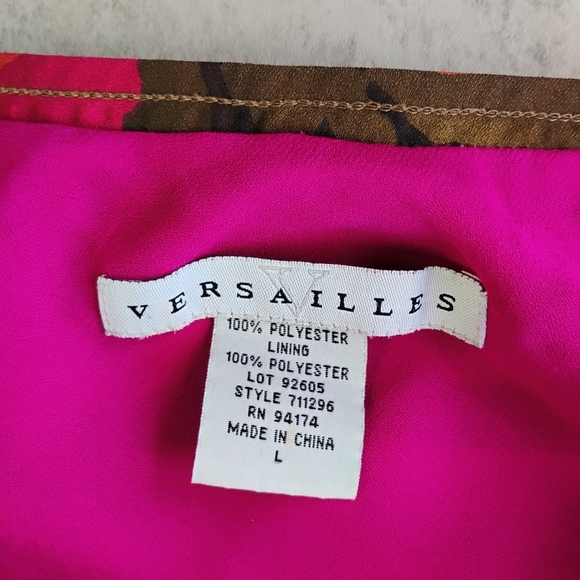 VERSAILLES
100% POLYESTER
LINING
100% POLYESTER
LOT 92605
STYLE 711296
RN 94174
MADE IN CHINA
L